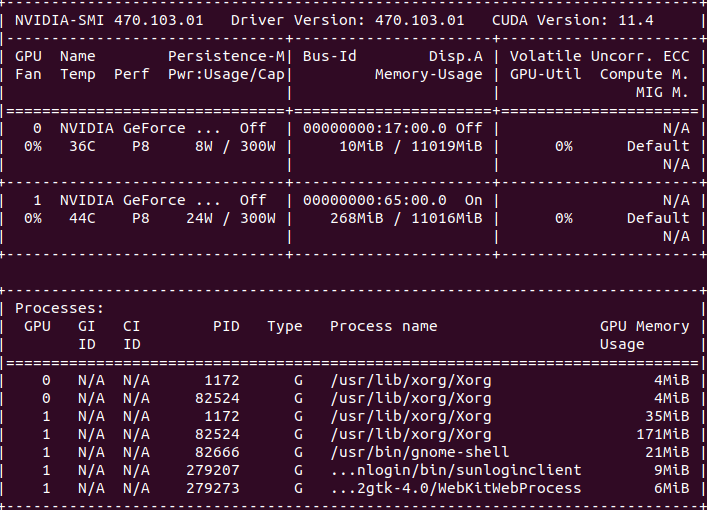 NVIDIA-SMI 470.103.01   Driver Version: 470.103.01   CUDA Version: 11.4
GPU  Name        Persistence-M| Bus-Id        Disp.A | Volatile Uncorr. ECC
Fan  Temp  Perf  Pwr:Usage/Cap|         Memory-Usage | GPU-Util  Compute M.
MIG M.
0  NVIDIA GeForce ...  Off  | 00000000:17:00.0 Off |                  N/A
0%   36C    P8     8W / 300W |     10MiB / 11019MiB |      0%      Default
N/A
1  NVIDIA GeForce ...  Off  | 00000000:65:00.0  On |                  N/A
0%   44C    P8    24W / 300W |    268MiB / 11016MiB |      0%      Default
N/A
Processes:
GPU   GI   CI        PID   Type   Process name                  GPU Memory
ID   ID                                                   Usage
0   N/A  N/A      1172      G   /usr/lib/xorg/Xorg                  4MiB
0   N/A  N/A     82524      G   /usr/lib/xorg/Xorg                  4MiB
1   N/A  N/A      1172      G   /usr/lib/xorg/Xorg                 35MiB
1   N/A  N/A     82524      G   /usr/lib/xorg/Xorg                171MiB
1   N/A  N/A     82666      G   /usr/bin/gnome-shell               21MiB
1   N/A  N/A    279207      G   ...nlogin/bin/sunloginclient        9MiB
1   N/A  N/A    279273      G   ...2gtk-4.0/WebKitWebProcess        6MiB